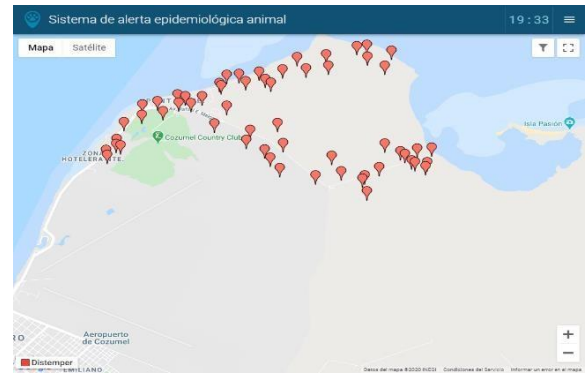 Sistema de alerta epidemiológica animal
19:33
Mapa Satélite
Isla Pasión
Cozumel Country Club
ZONA
HOTELERA NTE.
Aeropuerto
de Cozumel
RO
Distemper
EMILIANO
Datos del mapa ©2020 INEGI Condiciones del Servicio Informar un error en el mapa